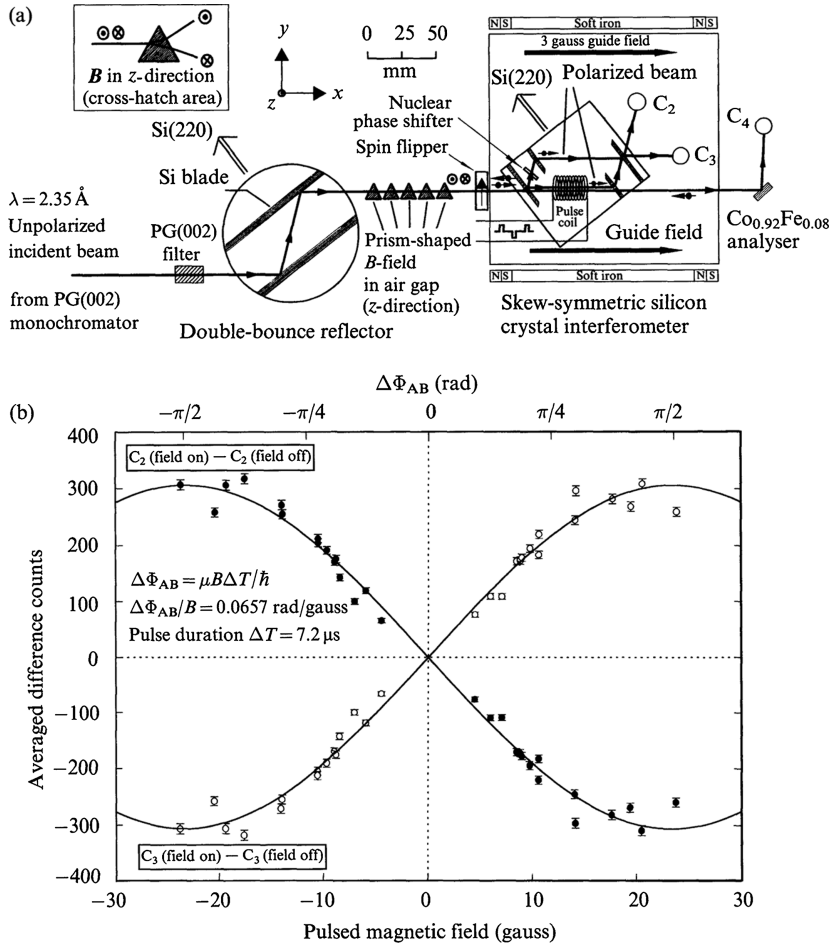 (a)
B in z-direction
(cross-hatch area)
y
x
z
0 25 50
mm
N S Soft iron N S
3 gauss guide field
Si(220)
Polarized beam
Nuclear
phase shifter
Spin flipper
C2
C3
C4
Si(220)
Si blade
λ = 2.35 Å
Unpolarized
incident beam
PG(002)
filter
from PG(002)
monochromator
Double-bounce reflector
Prism-shaped
B-field
in air gap
(z-direction)
Pulse
coil
Guide field
N S Soft iron N S
Co0.92Fe0.08
analyser
Skew-symmetric silicon
crystal interferometer
(b)
ΔΦAB (rad)
−π/2 −π/4 0 π/4 π/2
C2 (field on) − C2 (field off)
ΔΦAB = μBΔT/ħ
ΔΦAB/B = 0.0657 rad/gauss
Pulse duration ΔT = 7.2 μs
C3 (field on) − C3 (field off)
Averaged difference counts
400
300
200
100
0
−100
−200
−300
−400
−30 −20 −10 0 10 20 30
Pulsed magnetic field (gauss)